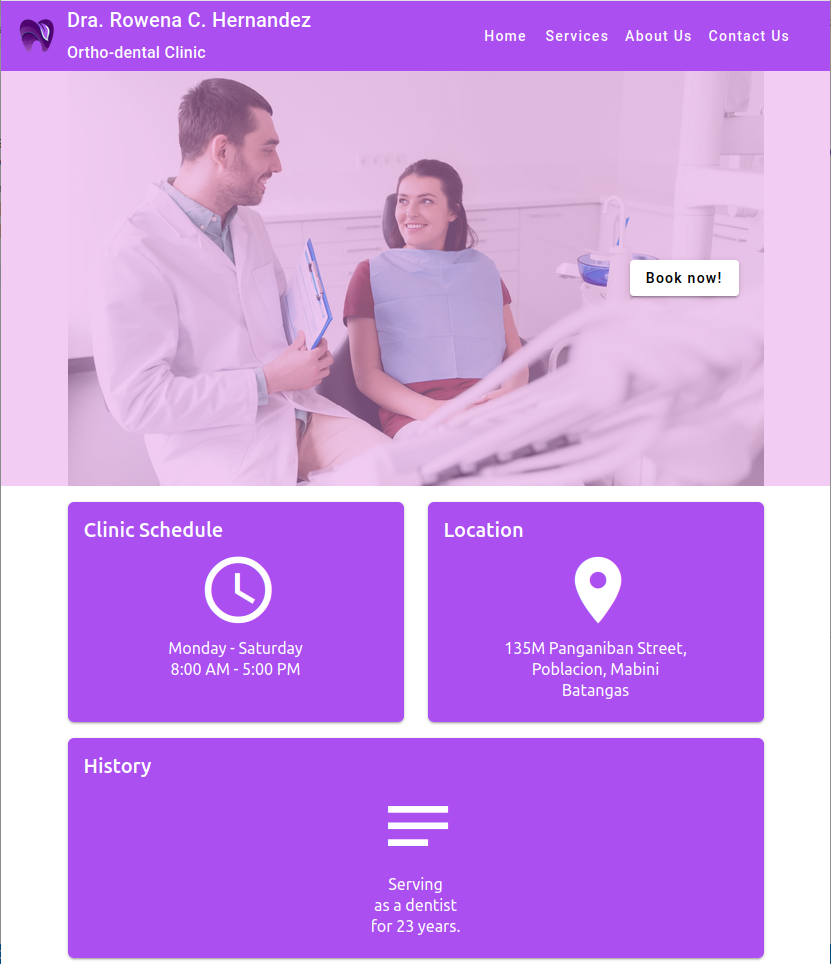 Dra. Rowena C. Hernandez
Ortho-dental Clinic
Home Services About Us Contact Us
Book now!
Clinic Schedule
Monday - Saturday
8:00 AM - 5:00 PM
Location
135M Panganiban Street,
Poblacion, Mabini
Batangas
History
Serving
as a dentist
for 23 years.